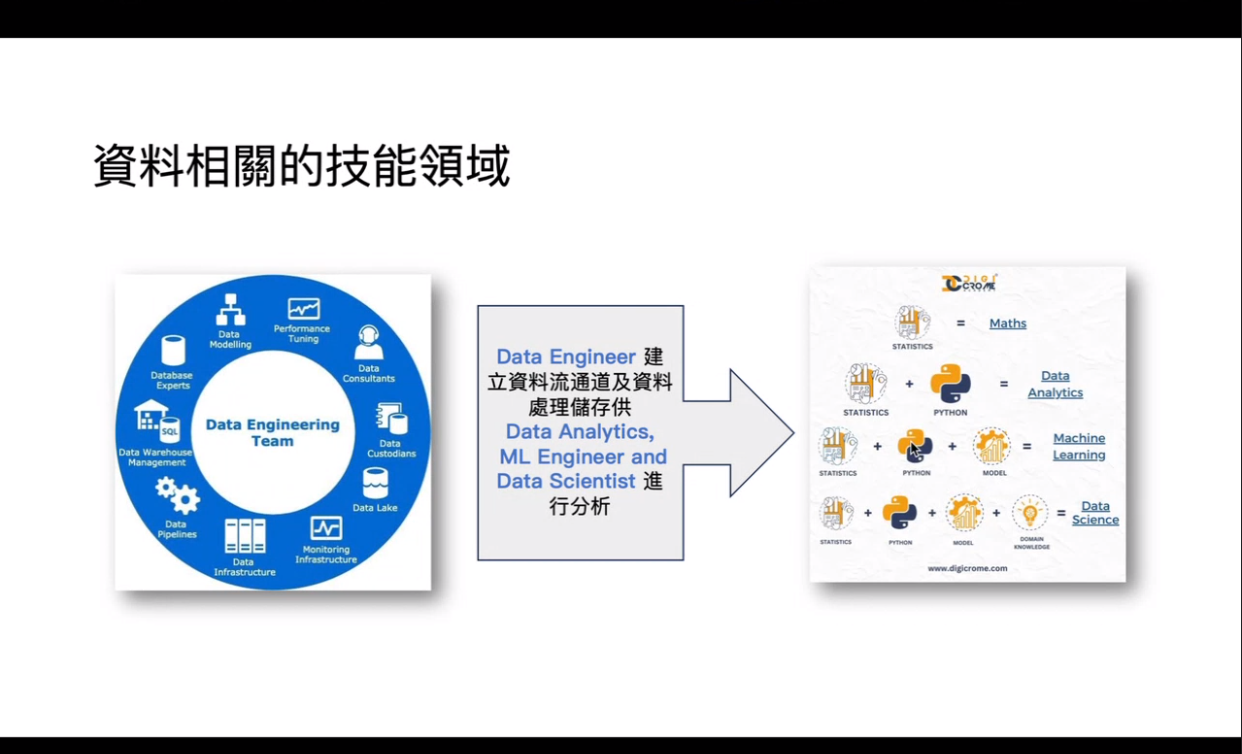 資料相關的技能領域
Data
Modelling
Performance
Tuning
Data
Consultants
Data
Custodians
Data Lake
Monitoring
Infrastructure
Data
Infrastructure
Data
Pipelines
SQL
Data Warehouse
Management
Database
Experts
Data Engineering
Team
Data Engineer 建
立資料流通道及資料
處理儲存供
Data Analytics,
ML Engineer and
Data Scientist 進
行分析
DIGI
CROME
= Maths
STATISTICS
+ = Data
Analytics
STATISTICS PYTHON
+ + = Machine
Learning
STATISTICS PYTHON MODEL
+ + + = Data
Science
STATISTICS PYTHON MODEL DOMAIN
KNOWLEDGE
www.digicrome.com